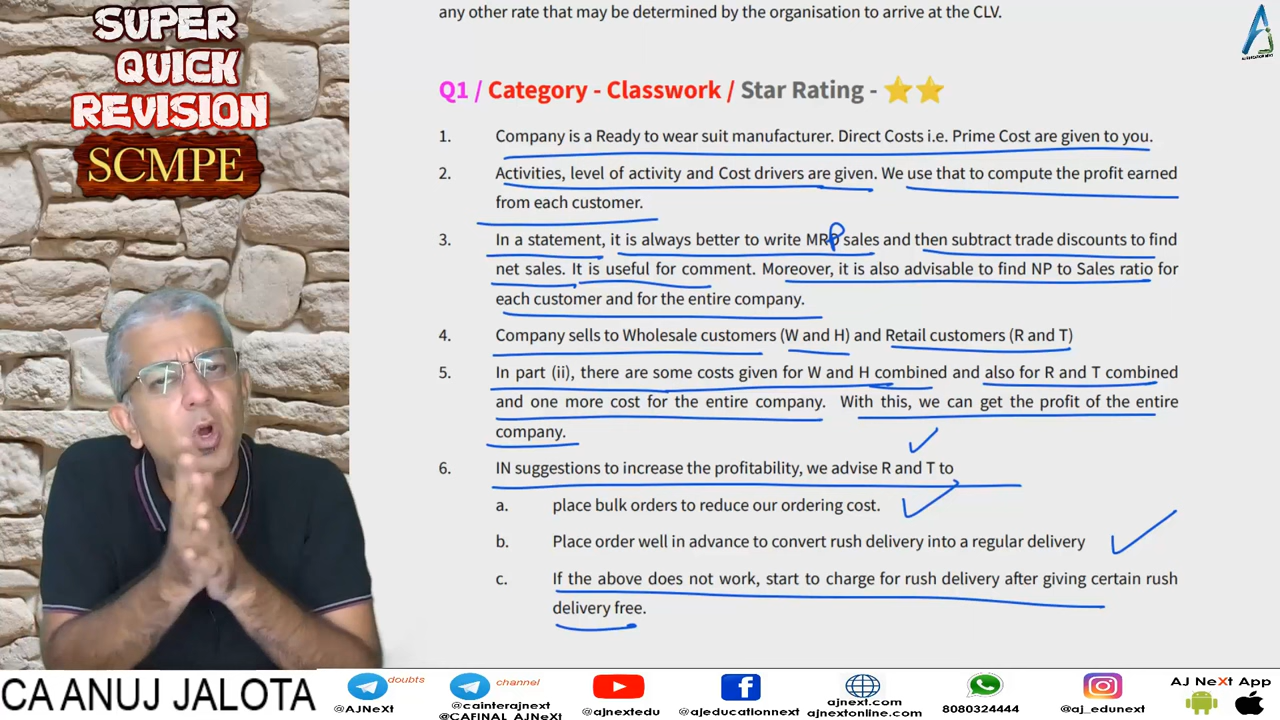 SUPER
QUICK
REVISION
SCMPE
any other rate that may be determined by the organisation to arrive at the CLV.
Q1 / Category - Classwork / Star Rating -
1. Company is a Ready to wear suit manufacturer. Direct Costs i.e. Prime Cost are given to you.
2. Activities, level of activity and Cost drivers are given. We use that to compute the profit earned
from each customer.
3. In a statement, it is always better to write MRP sales and then subtract trade discounts to find
net sales. It is useful for comment. Moreover, it is also advisable to find NP to Sales ratio for
each customer and for the entire company.
4. Company sells to Wholesale customers (W and H) and Retail customers (R and T)
5. In part (ii), there are some costs given for W and H combined and also for R and T combined
and one more cost for the entire company. With this, we can get the profit of the entire
company.
6. IN suggestions to increase the profitability, we advise R and T to
a. place bulk orders to reduce our ordering cost.
b. Place order well in advance to convert rush delivery into a regular delivery
c. If the above does not work, start to charge for rush delivery after giving certain rush
delivery free.
CA ANUJ JALOTA
doubts
@AJNeXt
channel
@cainterajnext
@CAFINAL_AJNeXt
@ajnextedu
@ajeducationnext
ajnext.com
ajnextonline.com
8080324444
@aj_edunext
AJ NeXt App